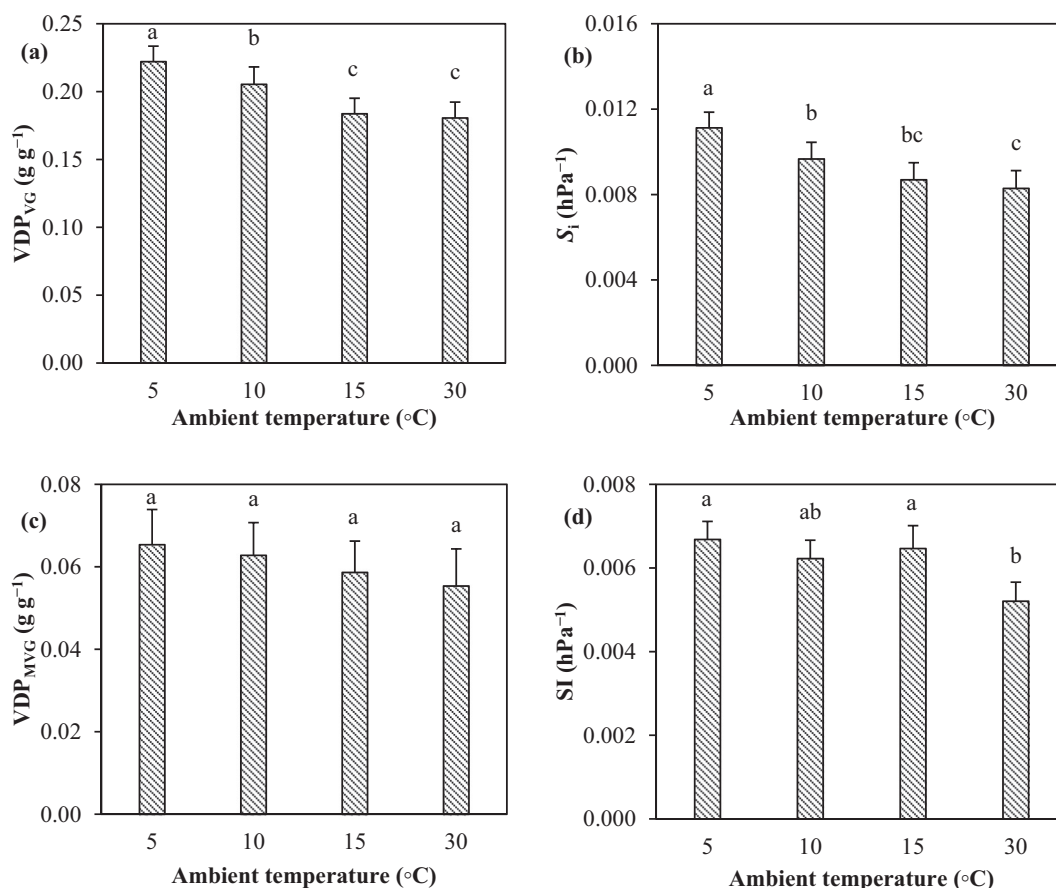 (a)
VDP_VG (g g⁻¹)
0.25
0.20
0.15
0.10
0.05
0.00
a
b
c
c
5
10
15
30
Ambient temperature (°C)
(b)
S_i (hPa⁻¹)
0.016
0.012
0.008
0.004
0.000
a
b
bc
c
5
10
15
30
Ambient temperature (°C)
(c)
VDP_MVG (g g⁻¹)
0.08
0.06
0.04
0.02
0.00
a
a
a
a
5
10
15
30
Ambient temperature (°C)
(d)
SI (hPa⁻¹)
0.008
0.006
0.004
0.002
0.000
a
ab
a
b
5
10
15
30
Ambient temperature (°C)